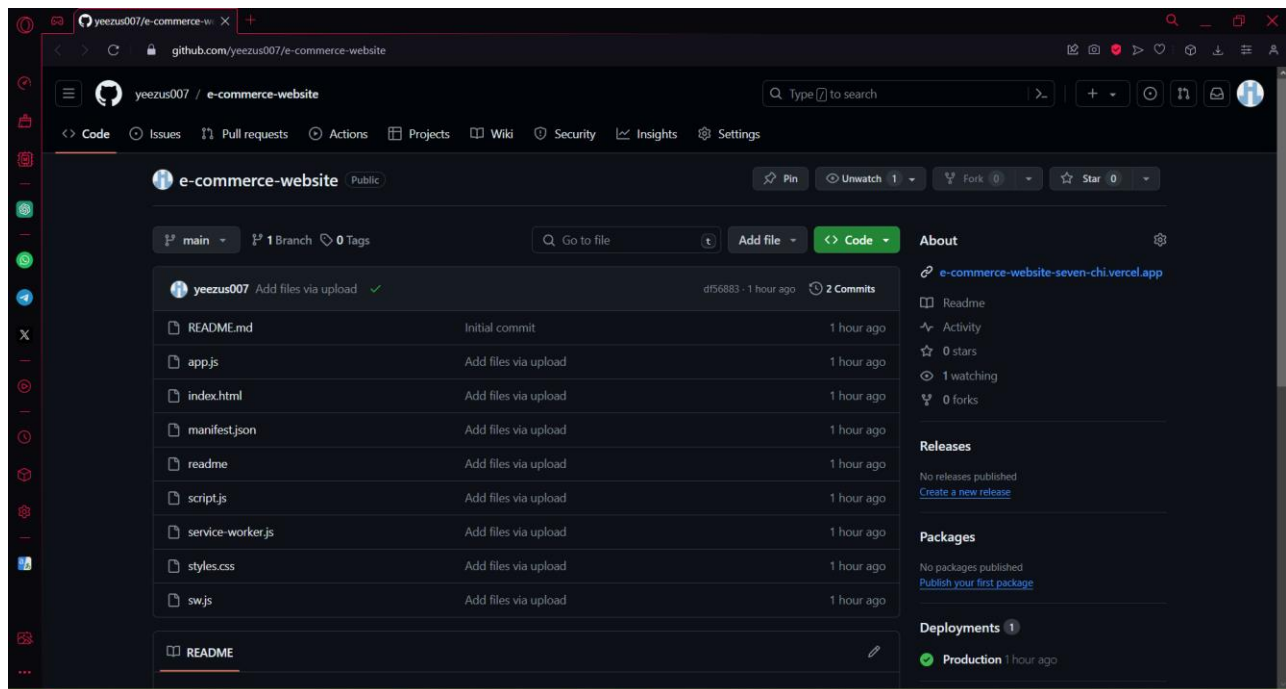 yeezus007/e-commerce-w
github.com/yeezus007/e-commerce-website
yeezus007 / e-commerce-website
Type / to search
Code Issues Pull requests Actions Projects Wiki Security Insights Settings
e-commerce-website Public
Pin Unwatch 1 Fork 0 Star 0
main 1 Branch 0 Tags Go to file t Add file Code
yeezus007 Add files via upload df56883 · 1 hour ago 2 Commits
README.md Initial commit 1 hour ago
app.js Add files via upload 1 hour ago
index.html Add files via upload 1 hour ago
manifest.json Add files via upload 1 hour ago
readme Add files via upload 1 hour ago
script.js Add files via upload 1 hour ago
service-worker.js Add files via upload 1 hour ago
styles.css Add files via upload 1 hour ago
sw.js Add files via upload 1 hour ago
README
About
e-commerce-website-seven-chi.vercel.app
Readme
Activity
0 stars
1 watching
0 forks
Releases
No releases published
Create a new release
Packages
No packages published
Publish your first package
Deployments 1
Production 1 hour ago